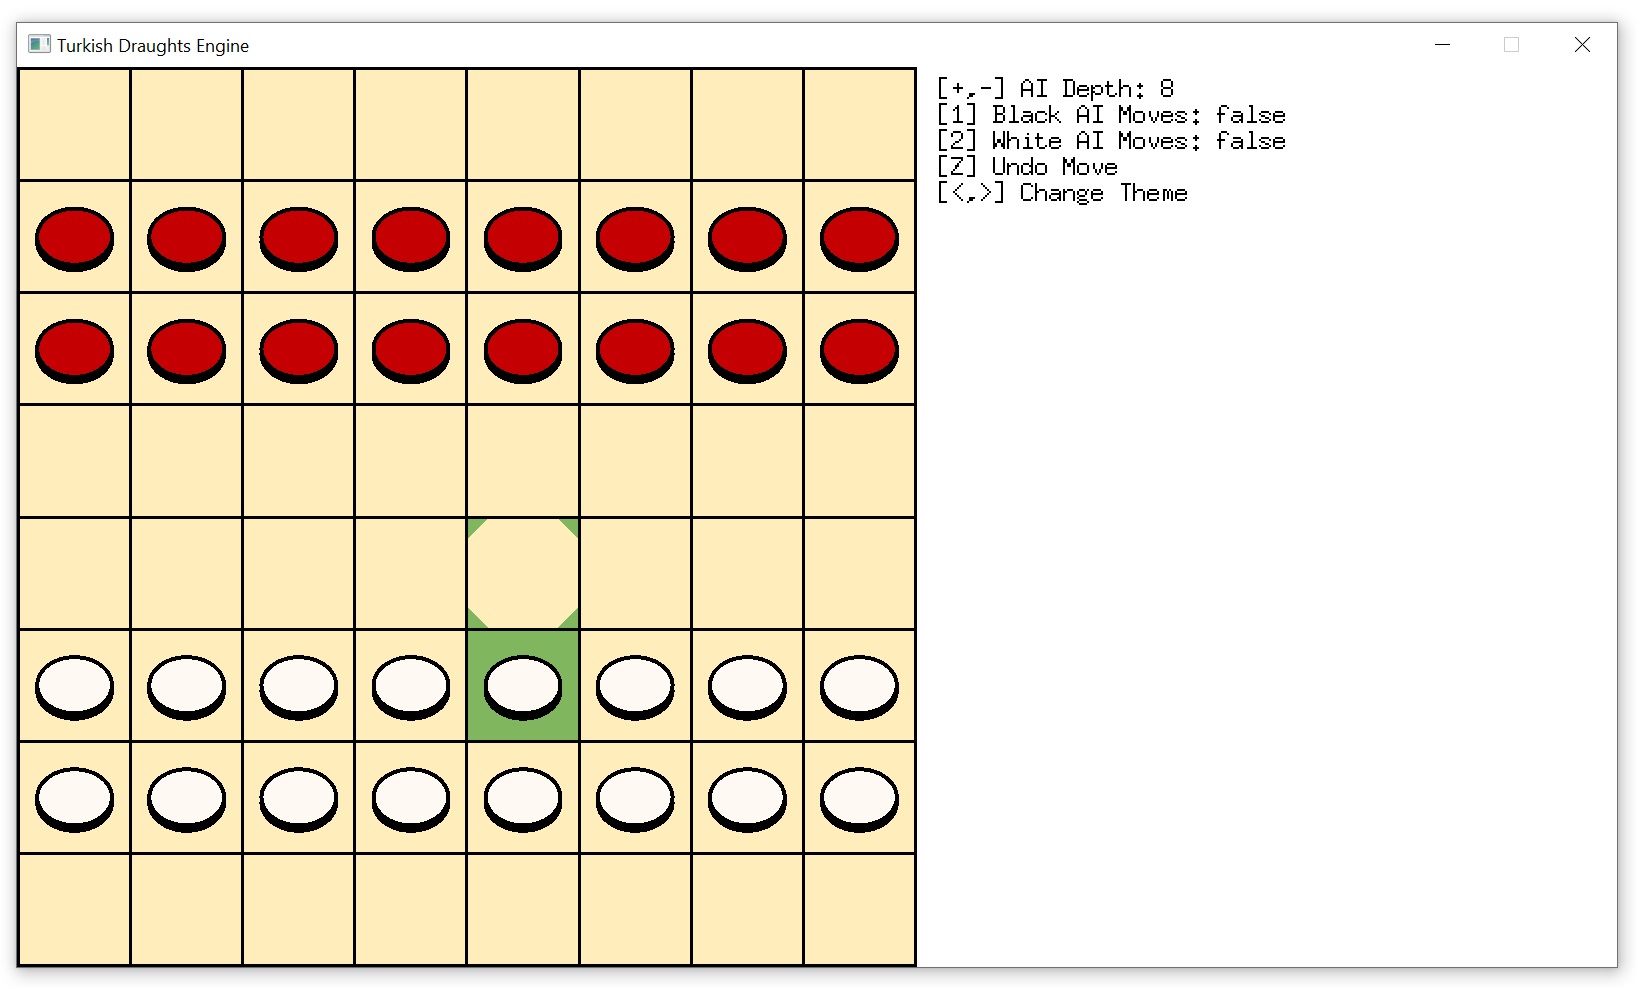 Turkish Draughts Engine
[+,-] AI Depth: 8
[1] Black AI Moves: false
[2] White AI Moves: false
[Z] Undo Move
[<,>] Change Theme